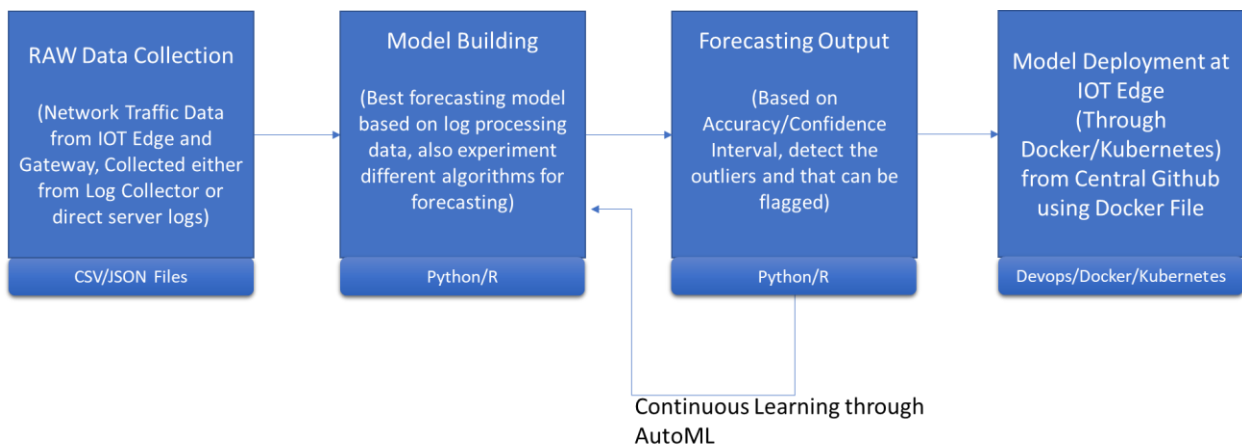 RAW Data Collection
(Network Traffic Data
from IOT Edge and
Gateway, Collected either
from Log Collector or
direct server logs)
CSV/JSON Files
Model Building
(Best forecasting model
based on log processing
data, also experiment
different algorithms for
forecasting)
Python/R
Forecasting Output
(Based on
Accuracy/Confidence
Interval, detect the
outliers and that can be
flagged)
Python/R
Model Deployment at
IOT Edge
(Through
Docker/Kubernetes)
from Central Github
using Docker File
Devops/Docker/Kubernetes
Continuous Learning through
AutoML